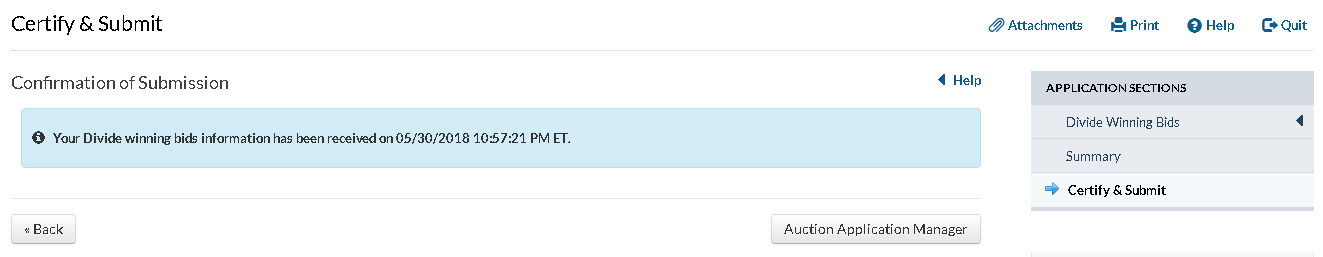 Certify & Submit
Attachments Print Help Quit
Confirmation of Submission
Help
Your Divide winning bids information has been received on 05/30/2018 10:57:21 PM ET.
« Back
Auction Application Manager
APPLICATION SECTIONS
Divide Winning Bids
Summary
Certify & Submit